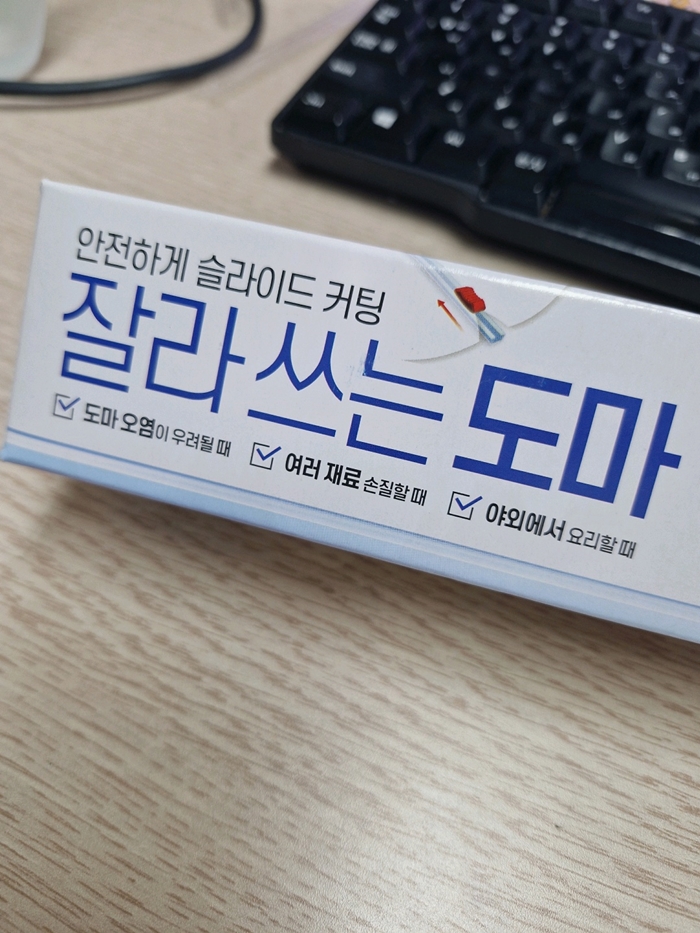 안전하게 슬라이드 커팅
잘라 쓰는 도마
도마 오염이 우려될 때 여러 재료 손질할 때 야외에서 요리할 때